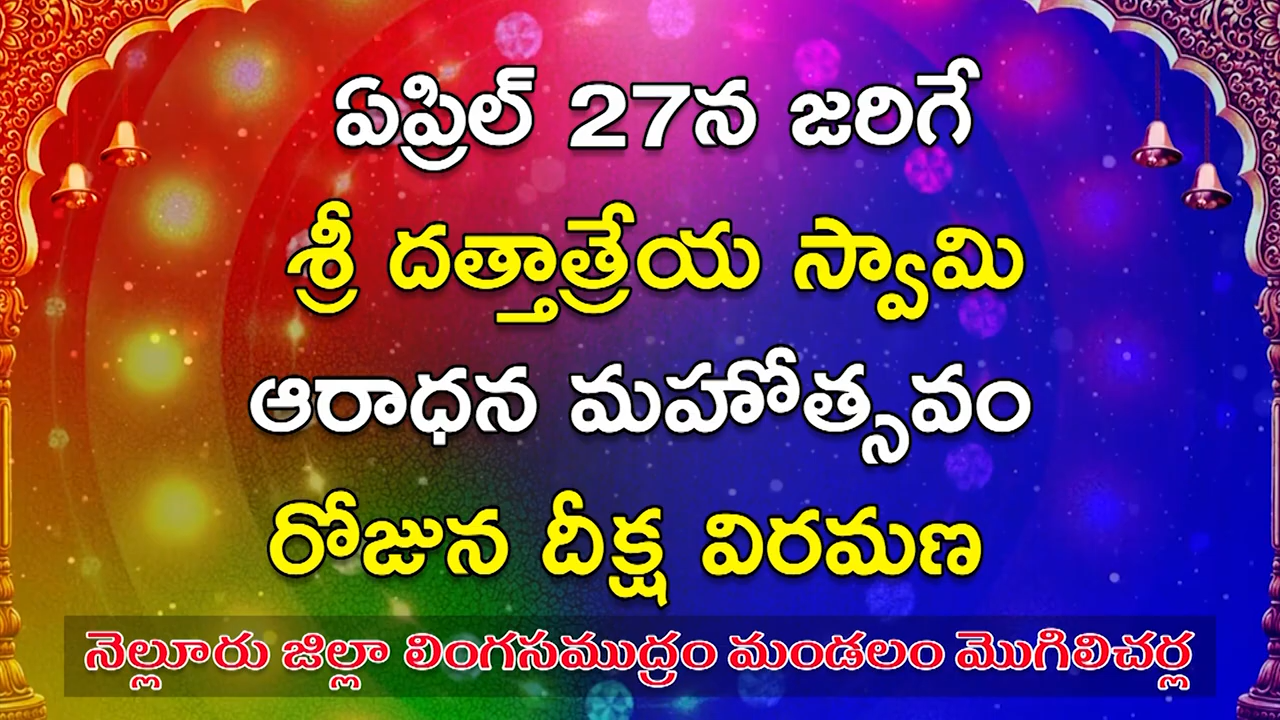 ఏప్రిల్ 27న జరిగే
శ్రీ దత్తాత్రేయ స్వామి
ఆరాధన మహోత్సవం
రోజున దీక్ష విరమణ
నెల్లూరు జిల్లా లింగసముద్రం మండలం మొగిలిచర్ల